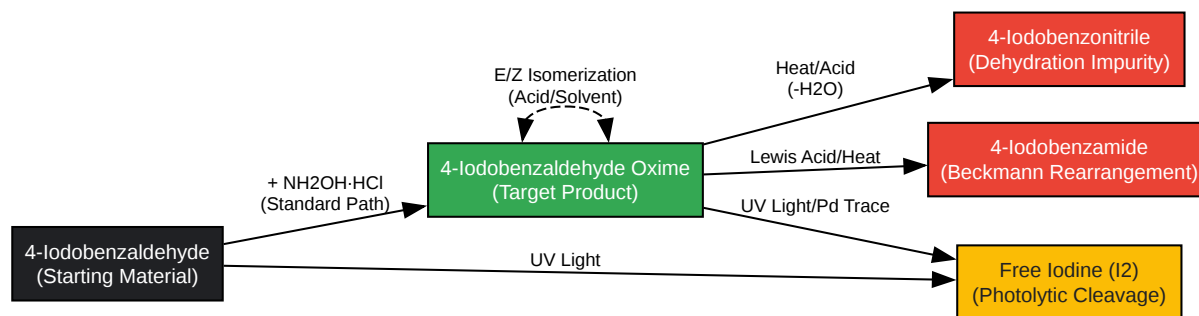 4-Iodobenzaldehyde
(Starting Material)
+ NH2OH·HCl
(Standard Path)
E/Z Isomerization
(Acid/Solvent)
4-Iodobenzaldehyde Oxime
(Target Product)
Heat/Acid
(-H2O)
Lewis Acid/Heat
UV Light/Pd Trace
UV Light
4-Iodobenzonitrile
(Dehydration Impurity)
4-Iodobenzamide
(Beckmann Rearrangement)
Free Iodine (I2)
(Photolytic Cleavage)